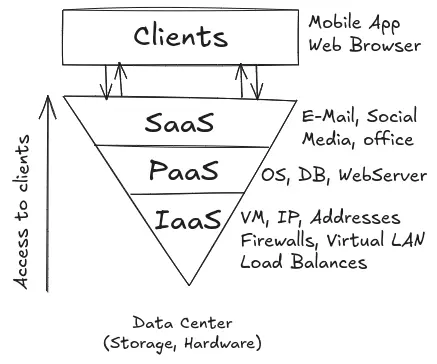 Clients
Mobile App
Web Browser
Access to clients
SaaS
E-Mail, Social
Media, office
PaaS
OS, DB, WebServer
IaaS
VM, IP, Addresses
Firewalls, Virtual LAN
Load Balances
Data Center
(Storage, Hardware)